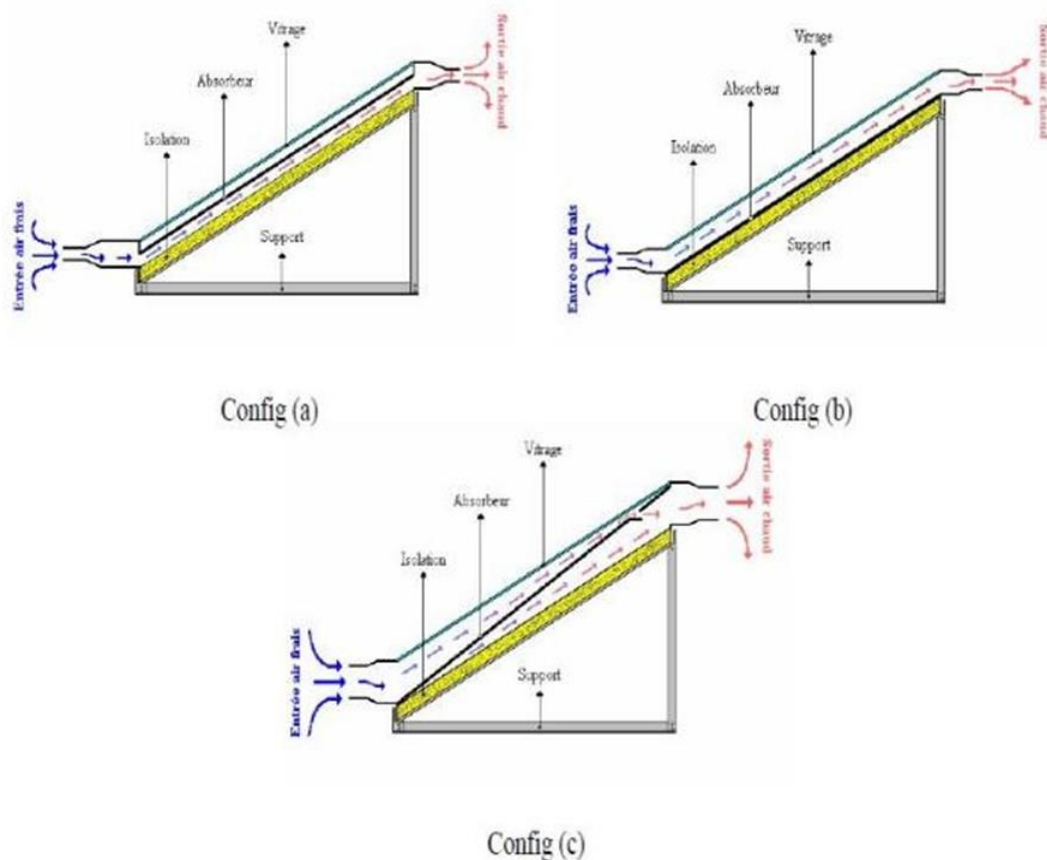 Vitrage
Absorbeur
Isolation
Entrée air frais
Support
Sortie air chaud
Config (a)
Vitrage
Absorbeur
Isolation
Entrée air frais
Support
Sortie air chaud
Config (b)
Vitrage
Absorbeur
Isolation
Entrée air frais
Support
Sortie air chaud
Config (c)